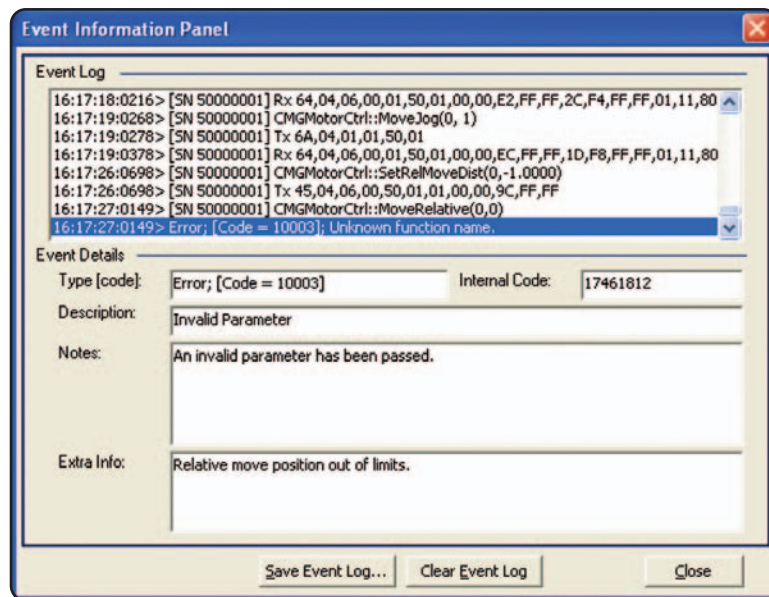 Event Information Panel
Event Log
16:17:18:0216> [SN 50000001] Rx 64,04,06,00,01,50,01,00,00,E2,FF,FF,2C,F4,FF,FF,01,11,80
16:17:19:0268> [SN 50000001] CMGMotorCtrl::MoveJog(0, 1)
16:17:19:0278> [SN 50000001] Tx 6A,04,01,01,50,01
16:17:19:0378> [SN 50000001] Rx 64,04,06,00,01,50,01,00,00,EC,FF,FF,1D,F8,FF,FF,01,11,80
16:17:26:0698> [SN 50000001] CMGMotorCtrl::SetRelMoveDist(0,-1.0000)
16:17:26:0698> [SN 50000001] Tx 45,04,06,00,50,01,01,00,00,9C,FF,FF
16:17:27:0149> [SN 50000001] CMGMotorCtrl::MoveRelative(0,0)
16:17:27:0149> Error; [Code = 10003]; Unknown function name.
Event Details
Type [code]: Error; [Code = 10003] Internal Code: 17461812
Description: Invalid Parameter
Notes: An invalid parameter has been passed.
Extra Info: Relative move position out of limits.
Save Event Log... Clear Event Log Close